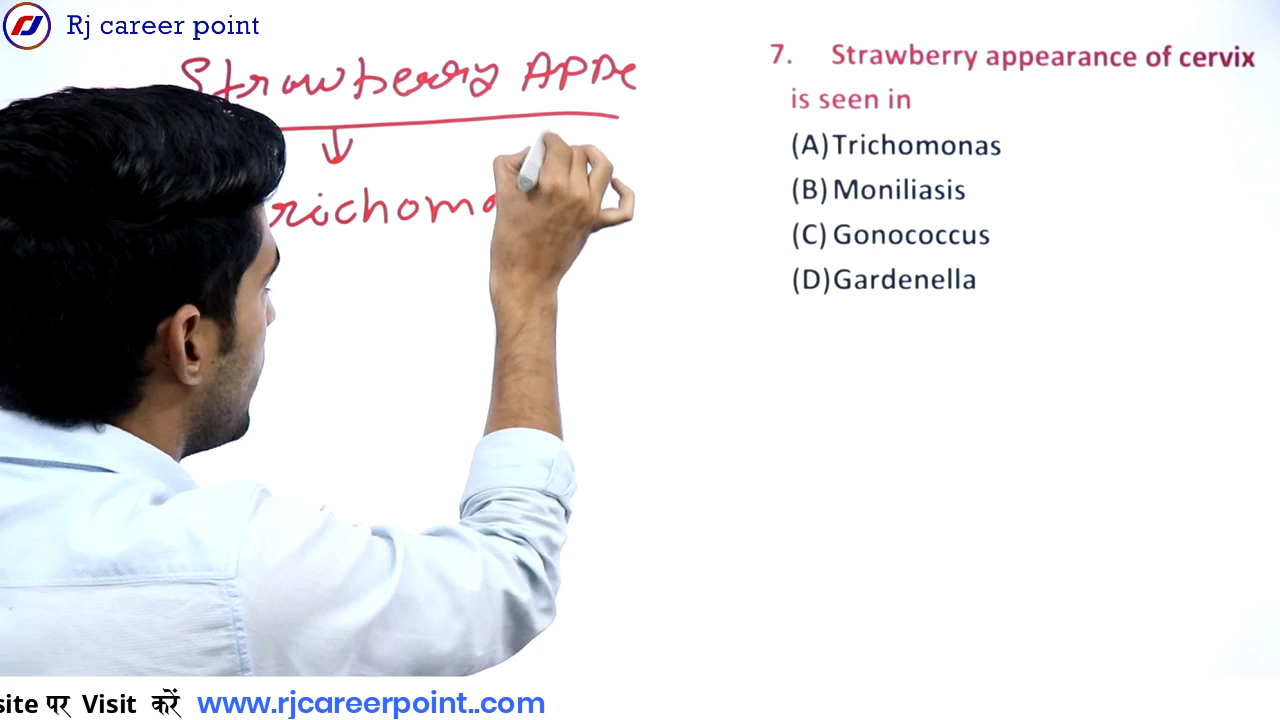 Rj career point
Strawberry APPe
richomo
7. Strawberry appearance of cervix
is seen in
(A) Trichomonas
(B) Moniliasis
(C) Gonococcus
(D) Gardenella
site पर Visit करें www.rjcareerpoint.com